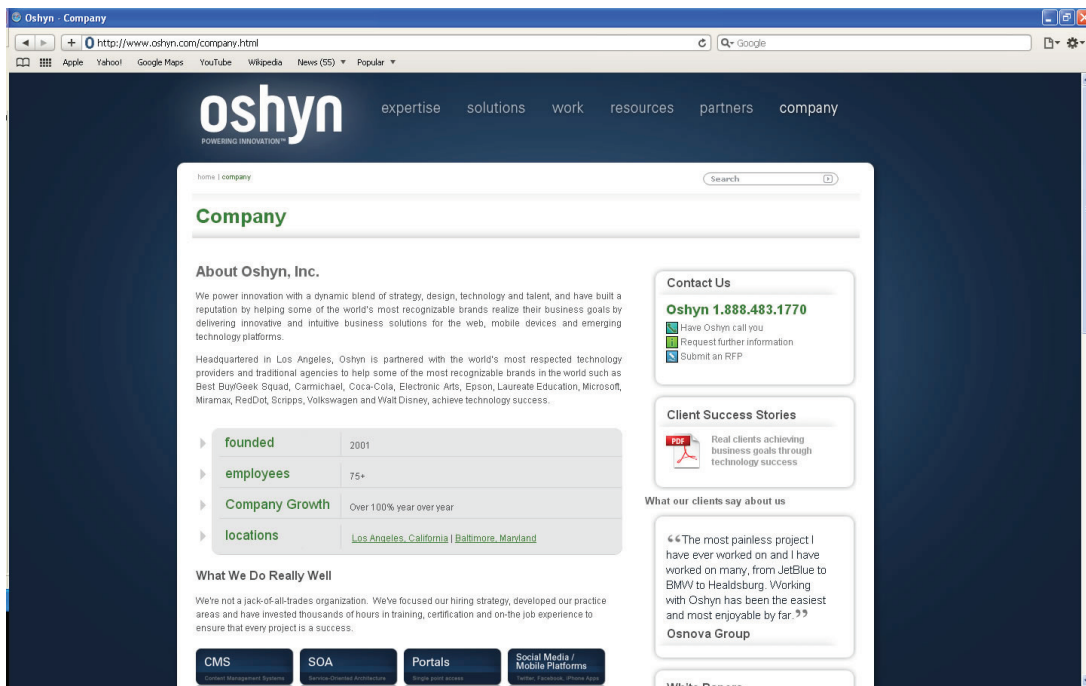 Oshyn - Company
http://www.oshyn.com/company.html
Google
Apple Yahoo! Google Maps YouTube Wikipedia News (55) Popular
oshyn
POWERING INNOVATION™
expertise solutions work resources partners company
home | company
Search
Company
About Oshyn, Inc.
We power innovation with a dynamic blend of strategy, design, technology and talent, and have built a
reputation by helping some of the world's most recognizable brands realize their business goals by
delivering innovative and intuitive business solutions for the web, mobile devices and emerging
technology platforms.
Headquartered in Los Angeles, Oshyn is partnered with the world's most respected technology
providers and traditional agencies to help some of the most recognizable brands in the world such as
Best Buy/Geek Squad, Carmichael, Coca-Cola, Electronic Arts, Epson, Laureate Education, Microsoft,
Miramax, RedDot, Scripps, Volkswagen and Walt Disney, achieve technology success.
founded 2001
employees 75+
Company Growth Over 100% year over year
locations Los Angeles, California | Baltimore, Maryland
What We Do Really Well
We're not a jack-of-all-trades organization. We've focused our hiring strategy, developed our practice
areas and have invested thousands of hours in training, certification and on-the job experience to
ensure that every project is a success.
CMS
Content Management Systems
SOA
Service-Oriented Architecture
Portals
Single point access
Social Media /
Mobile Platforms
Twitter, Facebook, iPhone Apps
Contact Us
Oshyn 1.888.483.1770
Have Oshyn call you
Request further information
Submit an RFP
Client Success Stories
PDF
Real clients achieving
business goals through
technology success
What our clients say about us
“The most painless project I
have ever worked on and I have
worked on many, from JetBlue to
BMW to Healdsburg. Working
with Oshyn has been the easiest
and most enjoyable by far.”
Osnova Group
White Papers